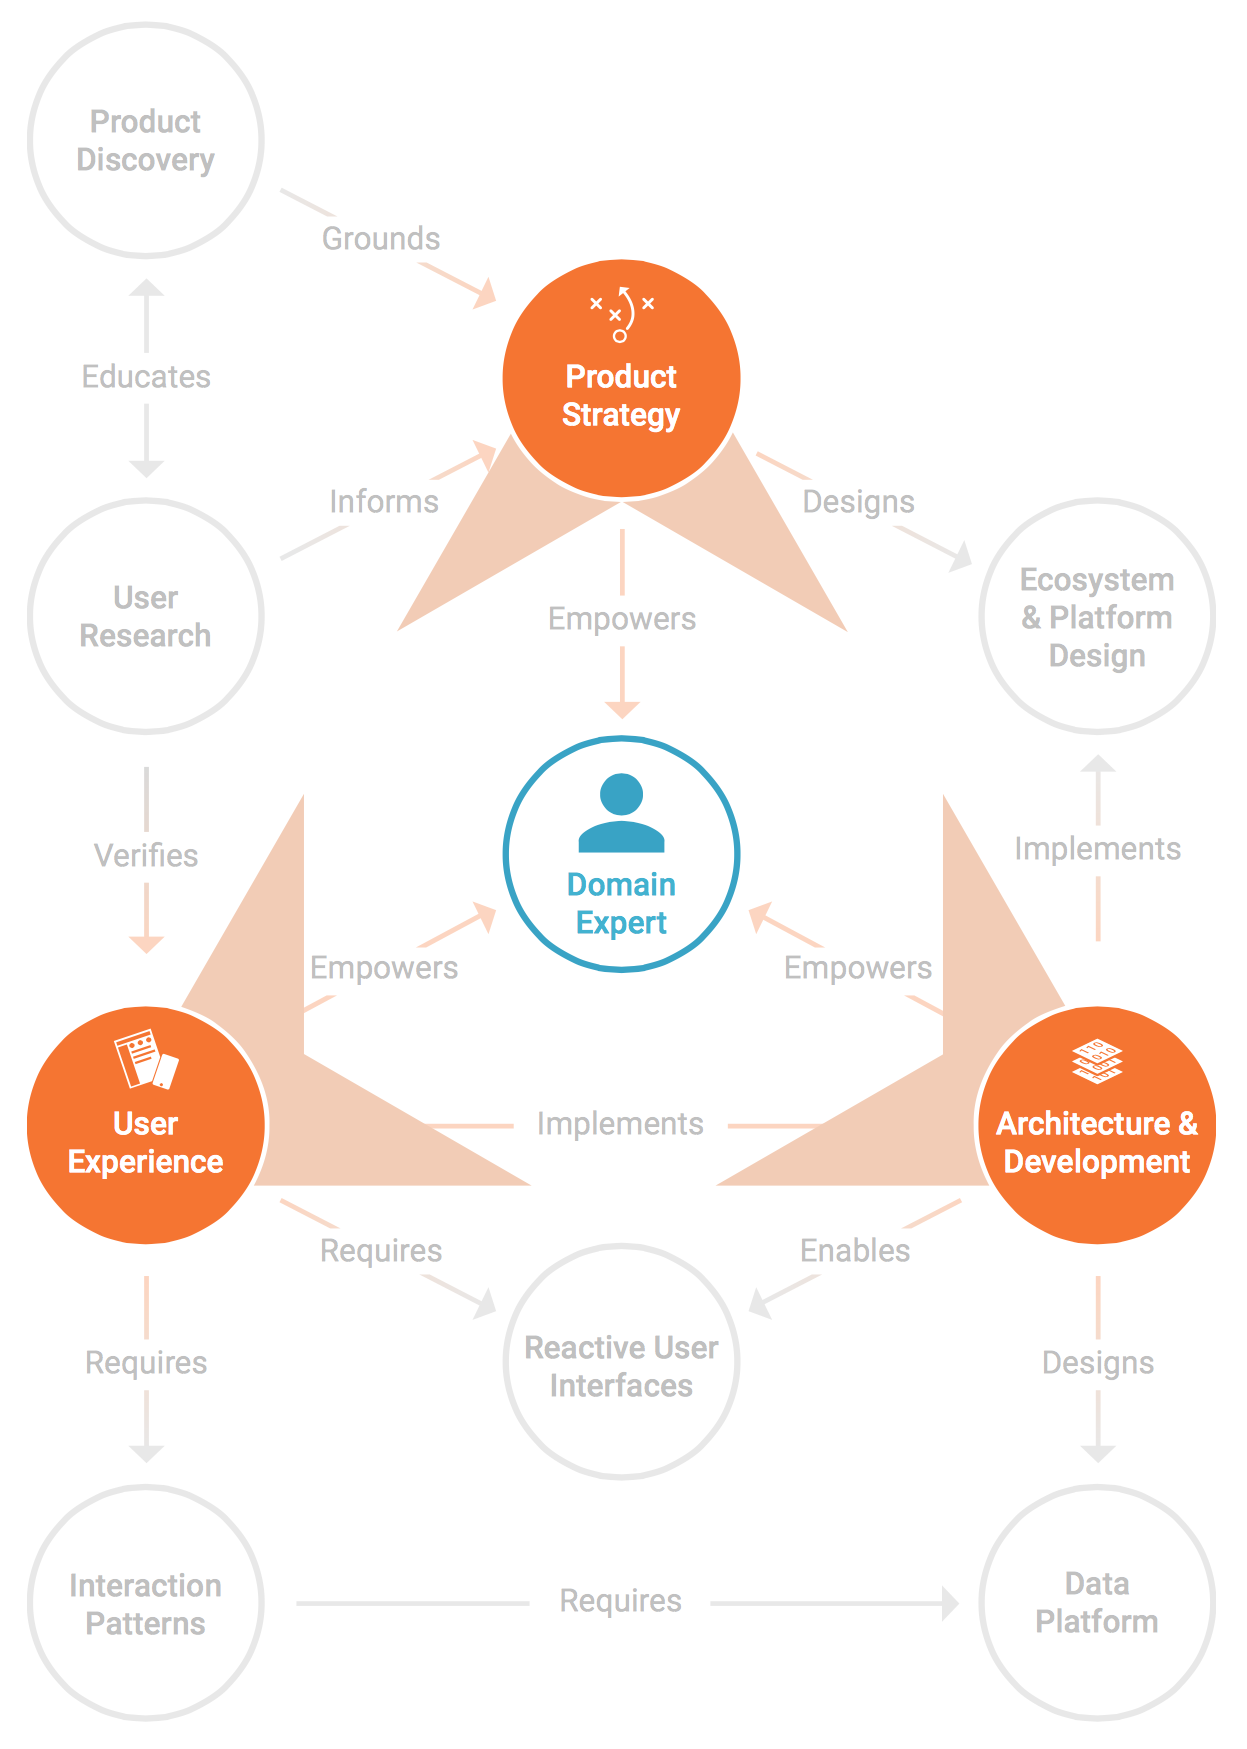 Product
Discovery
Grounds
Product
Strategy
Educates
Informs
Designs
User
Research
Empowers
Ecosystem
& Platform
Design
Verifies
Domain
Expert
Implements
Empowers
Empowers
User
Experience
Implements
Architecture &
Development
Requires
Enables
Requires
Reactive User
Interfaces
Designs
Interaction
Patterns
Requires
Data
Platform